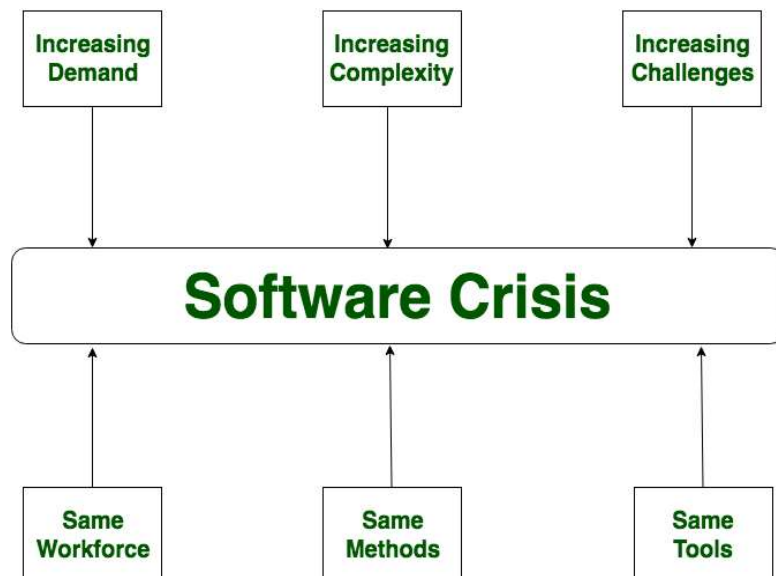 Increasing
Demand
Increasing
Complexity
Increasing
Challenges
Software Crisis
Same
Workforce
Same
Methods
Same
Tools